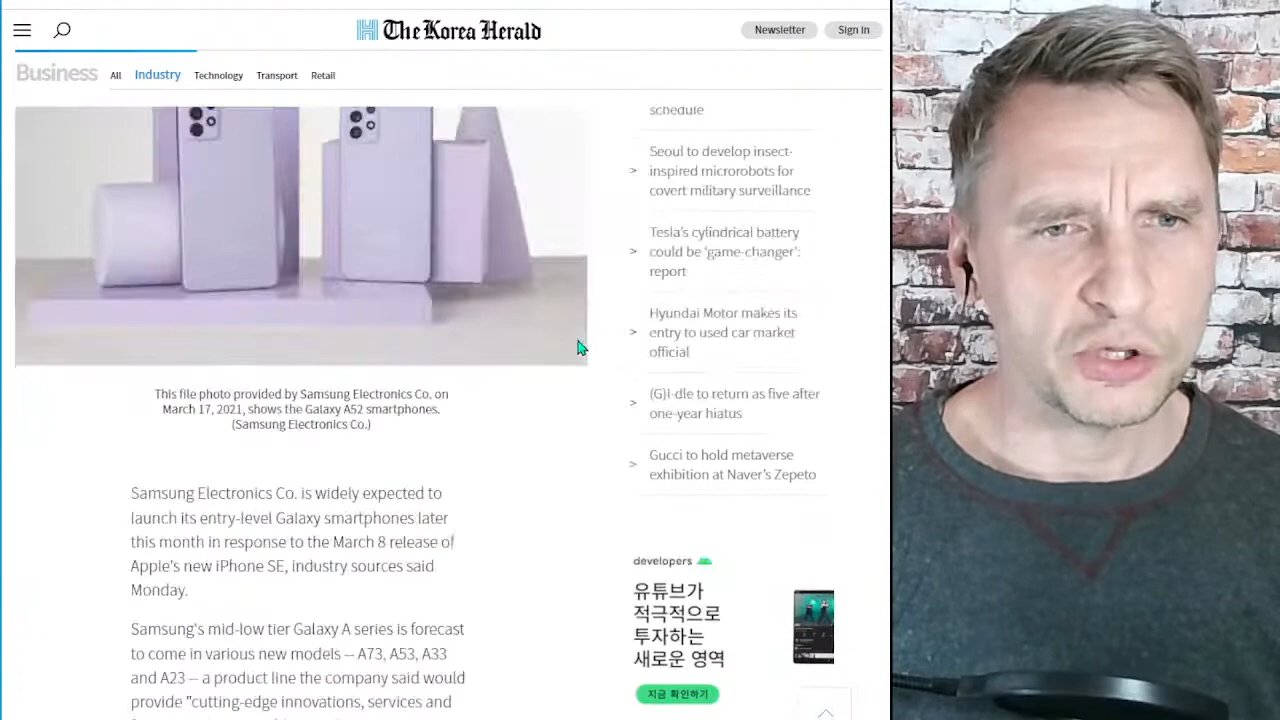 The Korea Herald
Newsletter
Sign In
Business
All
Industry
Technology
Transport
Retail
This file photo provided by Samsung Electronics Co. on
March 17, 2021, shows the Galaxy A52 smartphones.
(Samsung Electronics Co.)
Samsung Electronics Co. is widely expected to
launch its entry-level Galaxy smartphones later
this month in response to the March 8 release of
Apple's new iPhone SE, industry sources said
Monday.
Samsung's mid-low tier Galaxy A series is forecast
to come in various new models -- A73, A53, A33
and A23 -- a product line the company said would
provide "cutting-edge innovations, services and
schedule
> Seoul to develop insect-
inspired microrobots for
covert military surveillance
> Tesla's cylindrical battery
could be 'game-changer':
report
> Hyundai Motor makes its
entry to used car market
official
> (G)I-dle to return as five after
one-year hiatus
> Gucci to hold metaverse
exhibition at Naver's Zepeto
developers
유튜브가
적극적으로
투자하는
새로운 영역
지금 확인하기